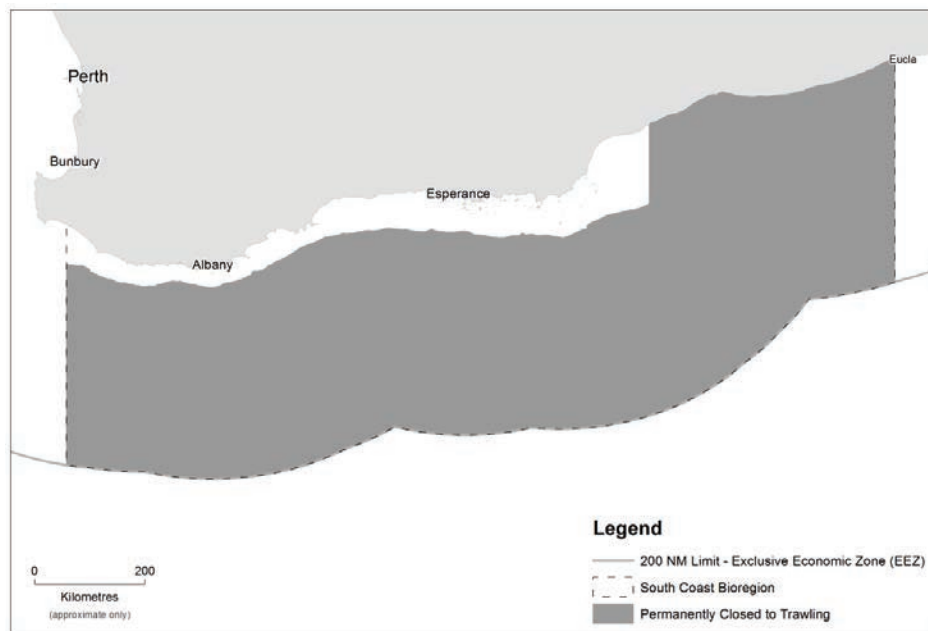 Eucla
Perth
Bunbury
Esperance
Albany
Legend
200 NM Limit - Exclusive Economic Zone (EEZ)
South Coast Bioregion
Permanently Closed to Trawling
0 200
Kilometres
(approximate only)